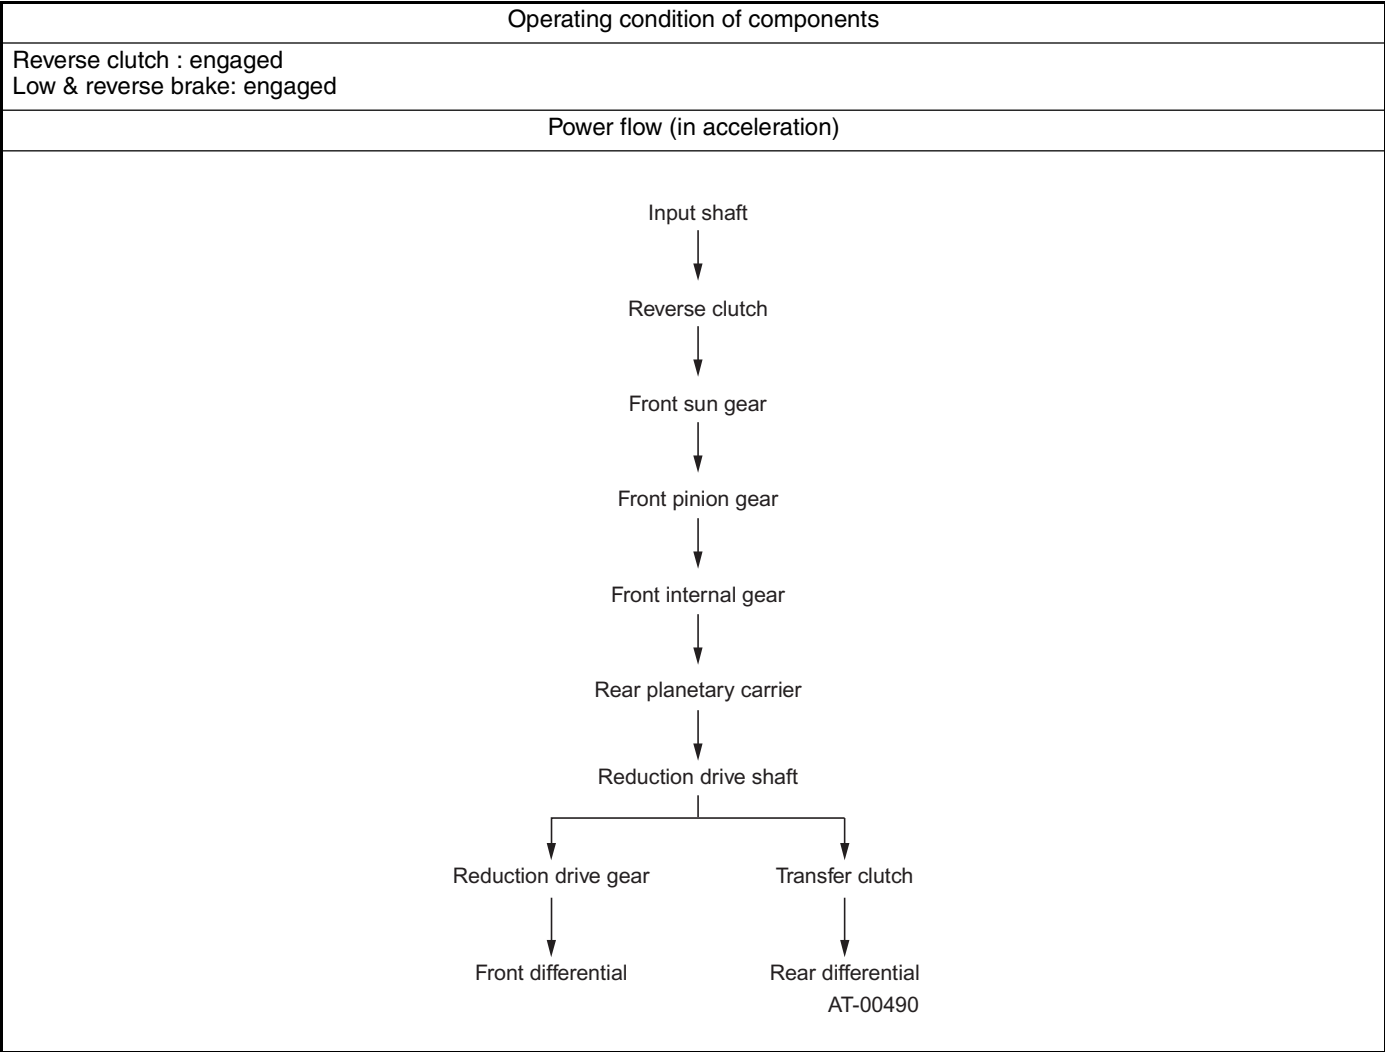 Operating condition of components
Reverse clutch : engaged
Low & reverse brake: engaged
Power flow (in acceleration)
Input shaft
Reverse clutch
Front sun gear
Front pinion gear
Front internal gear
Rear planetary carrier
Reduction drive shaft
Reduction drive gear
Transfer clutch
Front differential
Rear differential
AT-00490